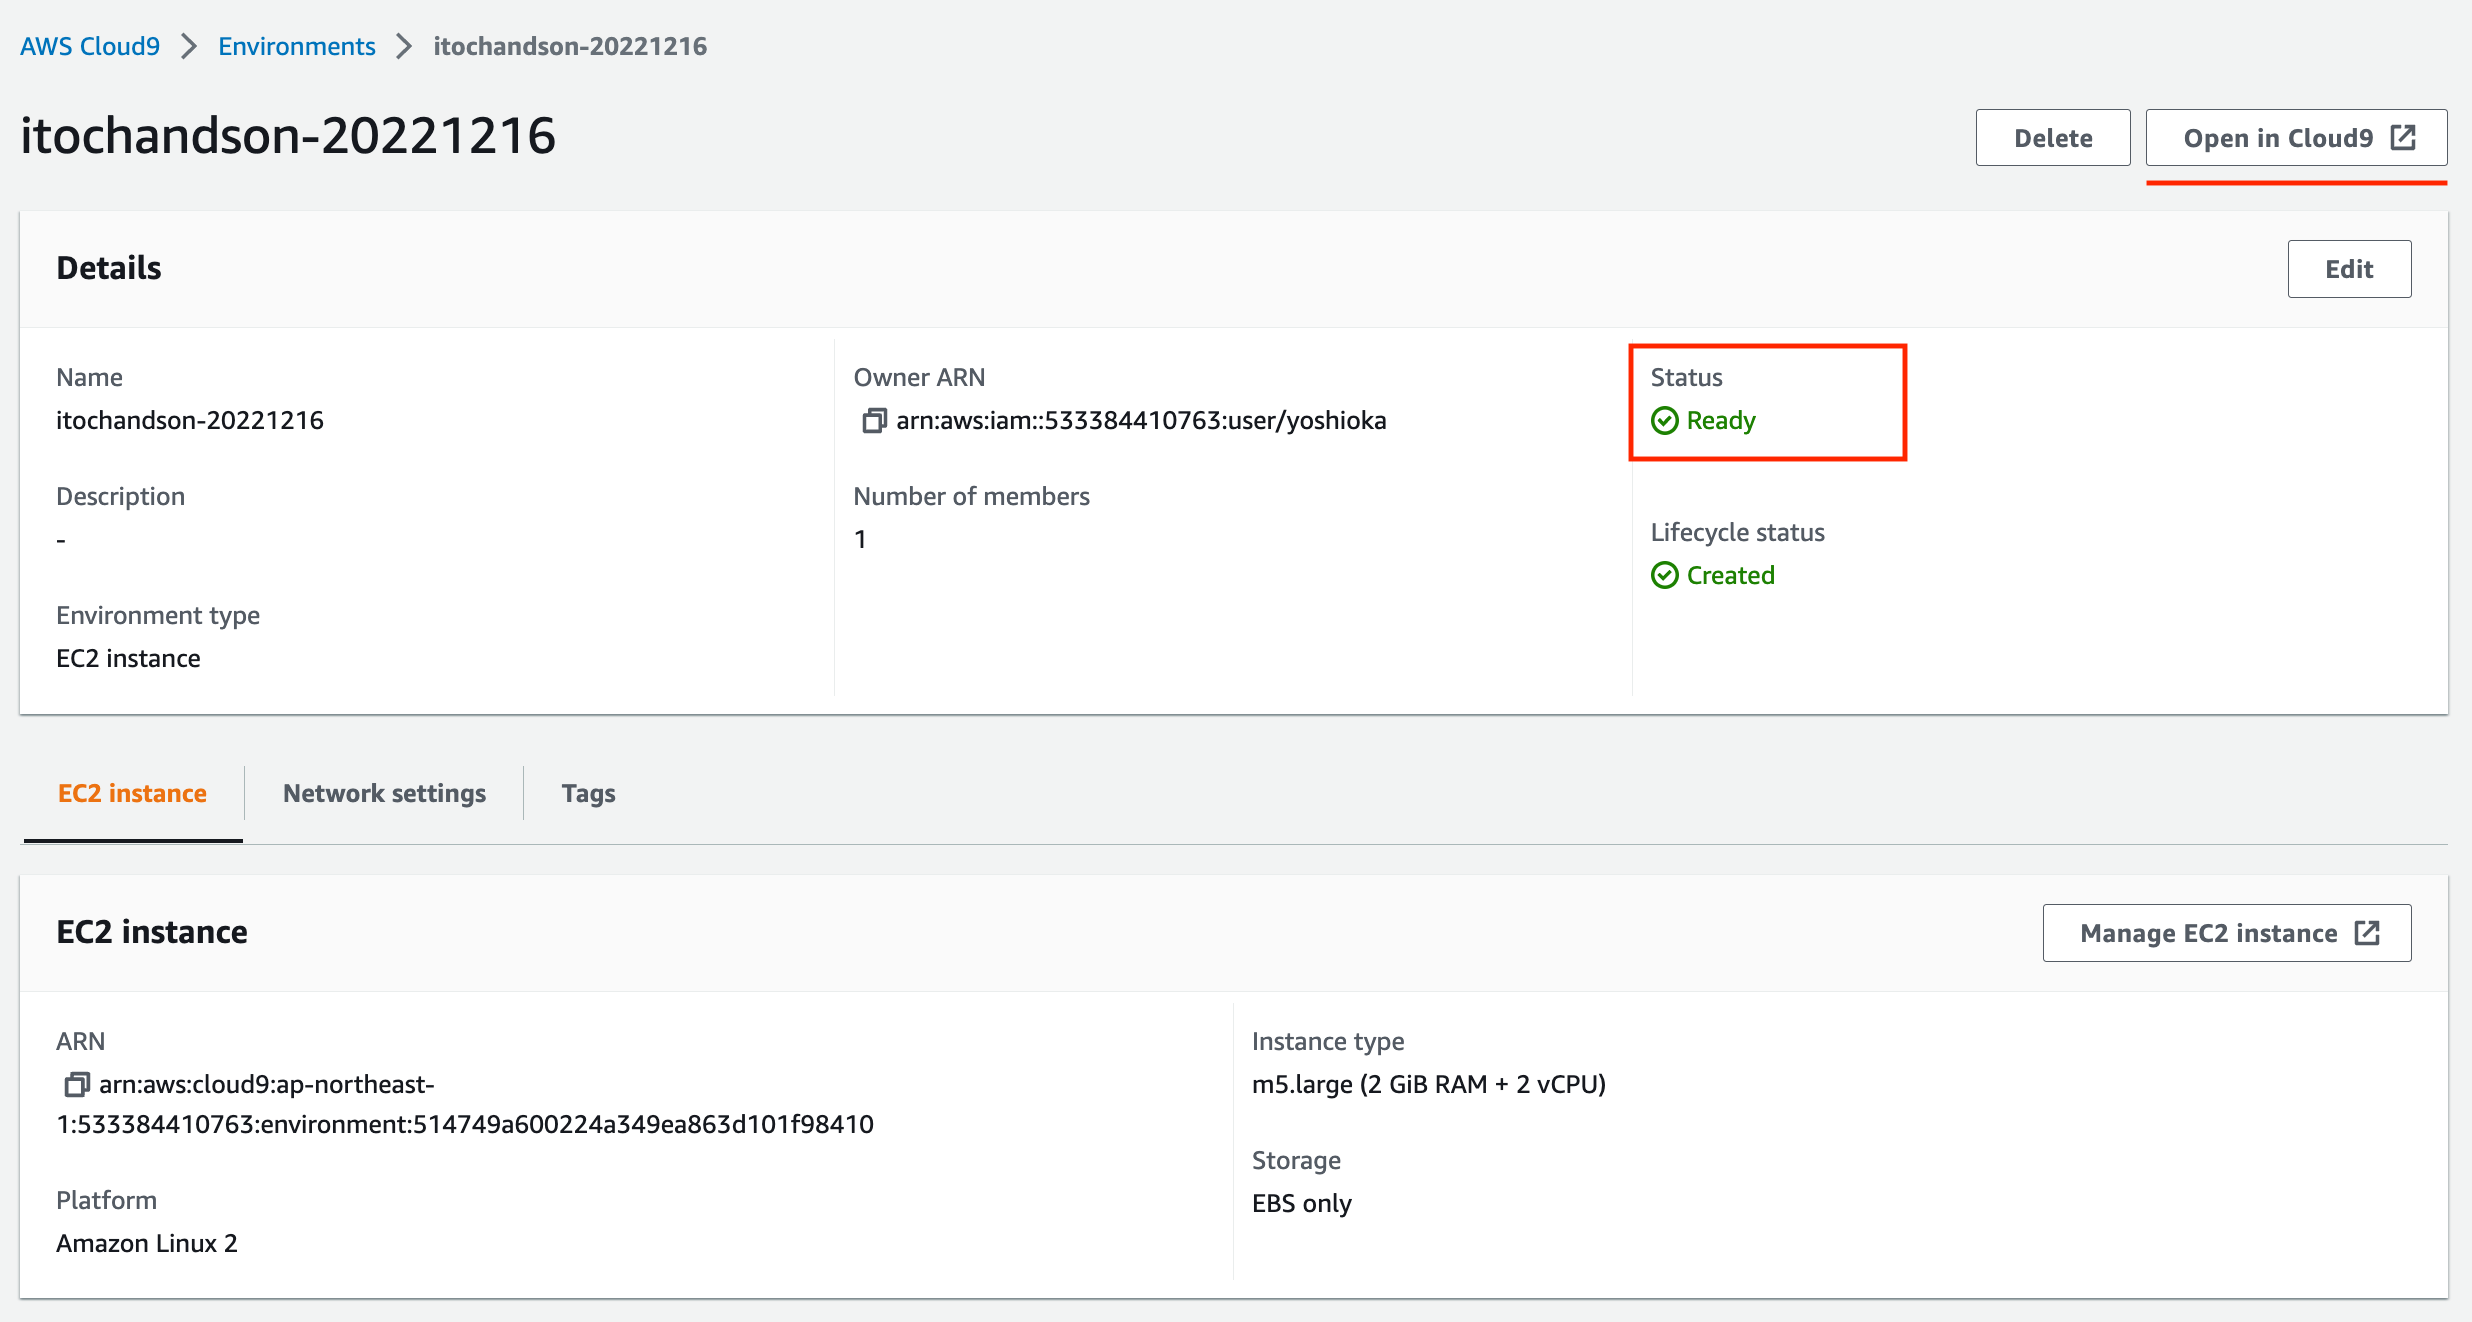 AWS Cloud9 > Environments > itochandson-20221216
itochandson-20221216
Delete
Open in Cloud9
Details
Edit
Name
itochandson-20221216
Description
-
Environment type
EC2 instance
Owner ARN
arn:aws:iam::533384410763:user/yoshioka
Number of members
1
Status
Ready
Lifecycle status
Created
EC2 instance
Network settings
Tags
EC2 instance
Manage EC2 instance
ARN
arn:aws:cloud9:ap-northeast-
1:533384410763:environment:514749a600224a349ea863d101f98410
Platform
Amazon Linux 2
Instance type
m5.large (2 GiB RAM + 2 vCPU)
Storage
EBS only